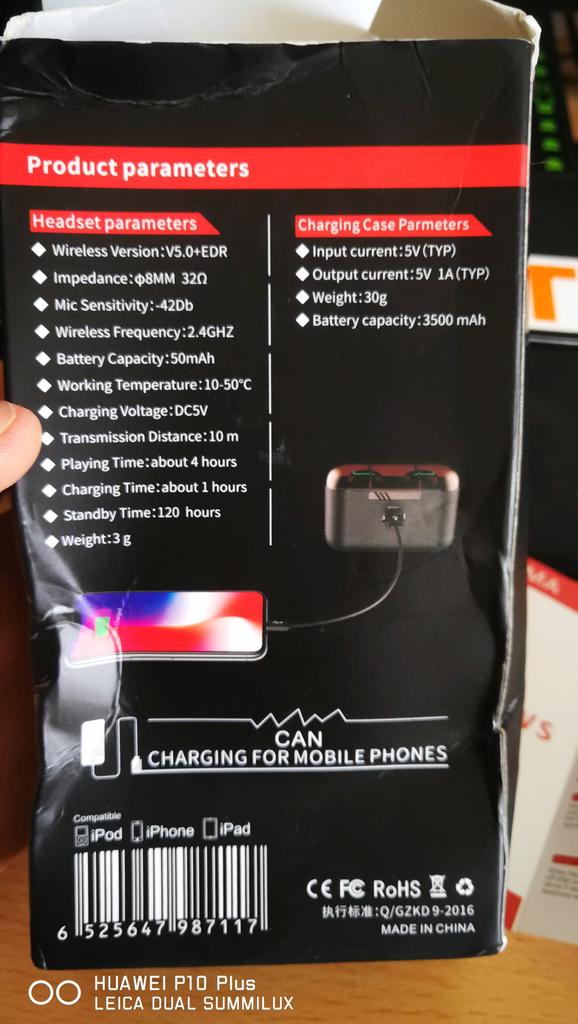 Product parameters
Headset parameters
Wireless Version:V5.0+EDR
Impedance:φ8MM 32Ω
Mic Sensitivity:-42Db
Wireless Frequency:2.4GHZ
Battery Capacity:50mAh
Working Temperature:10-50℃
Charging Voltage:DC5V
Transmission Distance:10 m
Playing Time:about 4 hours
Charging Time:about 1 hours
Standby Time:120 hours
Weight:3 g
Charging Case Parmeters
Input current:5V(TYP)
Output current:5V 1A(TYP)
Weight:30g
Battery capacity:3500 mAh
CAN
CHARGING FOR MOBILE PHONES
Compatible
iPod iPhone iPad
6 525647 987117
CE FC RoHS
执行标准:Q/GZKD 9-2016
MADE IN CHINA
HUAWEI P10 Plus
LEICA DUAL SUMMILUX